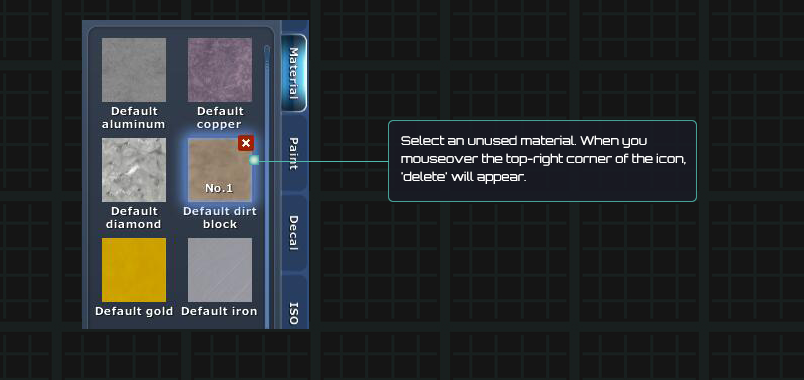 Default
aluminum
Default
copper
Default
diamond
No.1
Default dirt
block
Default gold
Default iron
Material
Paint
Decal
ISO
Select an unused material. When you
mouseover the top-right corner of the icon,
'delete' will appear.